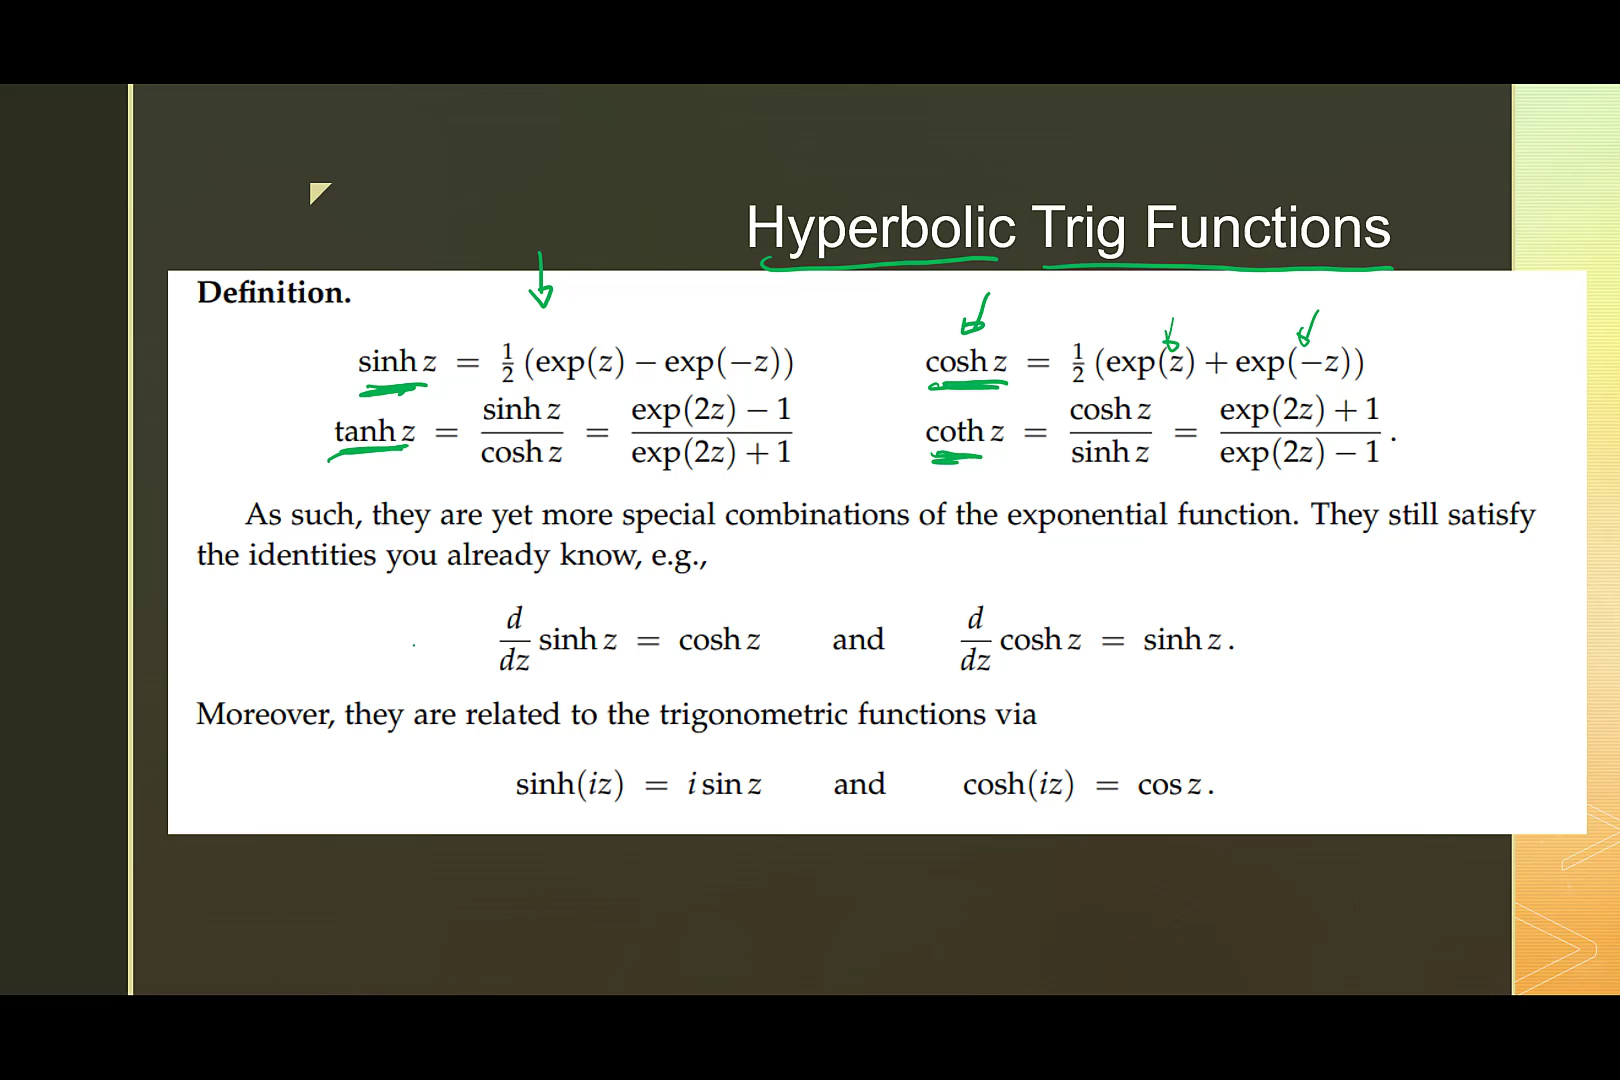 Hyperbolic Trig Functions
Definition.
sinh z = 1/2 (exp(z) − exp(−z)) cosh z = 1/2 (exp(z) + exp(−z))
tanh z = sinh z / cosh z = exp(2z) − 1 / exp(2z) + 1 coth z = cosh z / sinh z = exp(2z) + 1 / exp(2z) − 1 .
As such, they are yet more special combinations of the exponential function. They still satisfy
the identities you already know, e.g.,
d/dz sinh z = cosh z and d/dz cosh z = sinh z .
Moreover, they are related to the trigonometric functions via
sinh(iz) = i sin z and cosh(iz) = cos z .